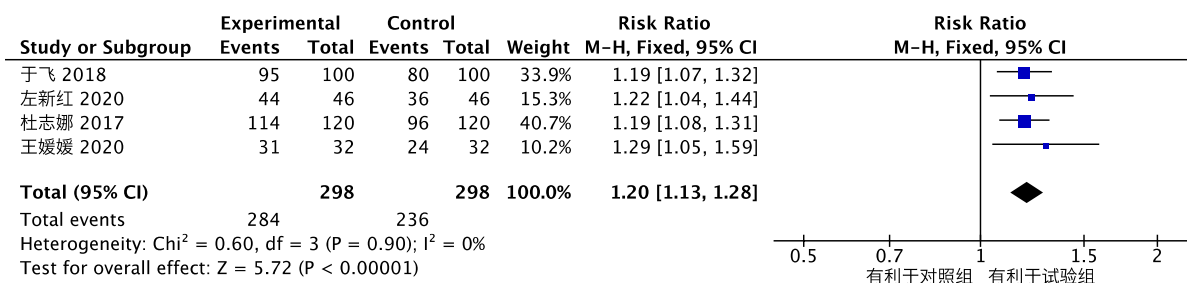 Experimental Control Risk Ratio Risk Ratio
Study or Subgroup Events Total Events Total Weight M-H, Fixed, 95% CI M-H, Fixed, 95% CI
于飞 2018 95 100 80 100 33.9% 1.19 [1.07, 1.32]
左新红 2020 44 46 36 46 15.3% 1.22 [1.04, 1.44]
杜志娜 2017 114 120 96 120 40.7% 1.19 [1.08, 1.31]
王媛媛 2020 31 32 24 32 10.2% 1.29 [1.05, 1.59]
Total (95% CI) 298 298 100.0% 1.20 [1.13, 1.28]
Total events 284 236
Heterogeneity: Chi² = 0.60, df = 3 (P = 0.90); I² = 0%
Test for overall effect: Z = 5.72 (P < 0.00001)
0.5 0.7 1 1.5 2
有利于对照组 有利于试验组